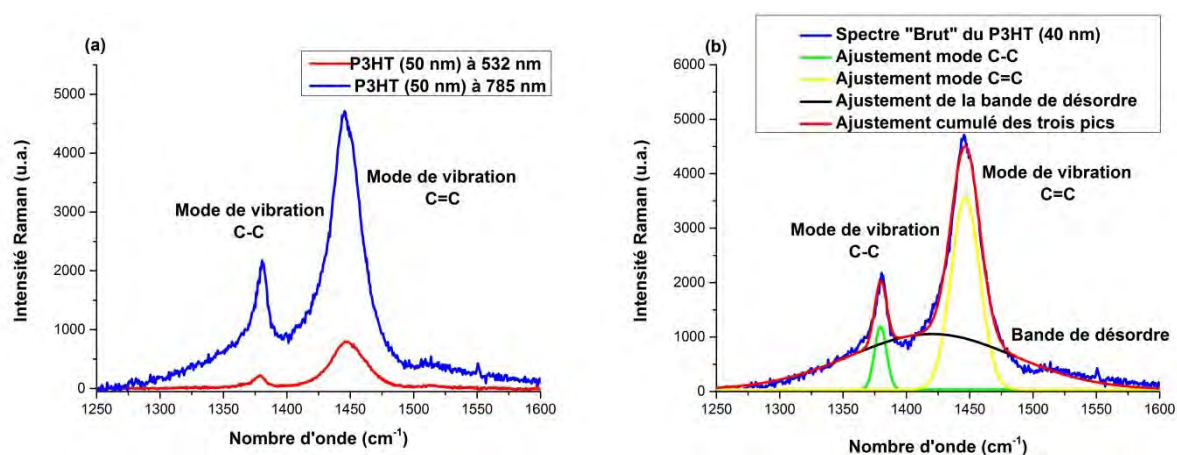 (a)
P3HT (50 nm) à 532 nm
P3HT (50 nm) à 785 nm
Mode de vibration
C=C
Mode de vibration
C-C
Intensité Raman (u.a.)
5000
4000
3000
2000
1000
0
1250 1300 1350 1400 1450 1500 1550 1600
Nombre d'onde (cm⁻¹)
(b)
Spectre "Brut" du P3HT (40 nm)
Ajustement mode C-C
Ajustement mode C=C
Ajustement de la bande de désordre
Ajustement cumulé des trois pics
Mode de vibration
C=C
Mode de vibration
C-C
Bande de désordre
Intensité Raman (u.a.)
6000
5000
4000
3000
2000
1000
0
1250 1300 1350 1400 1450 1500 1550 1600
Nombre d'onde (cm⁻¹)